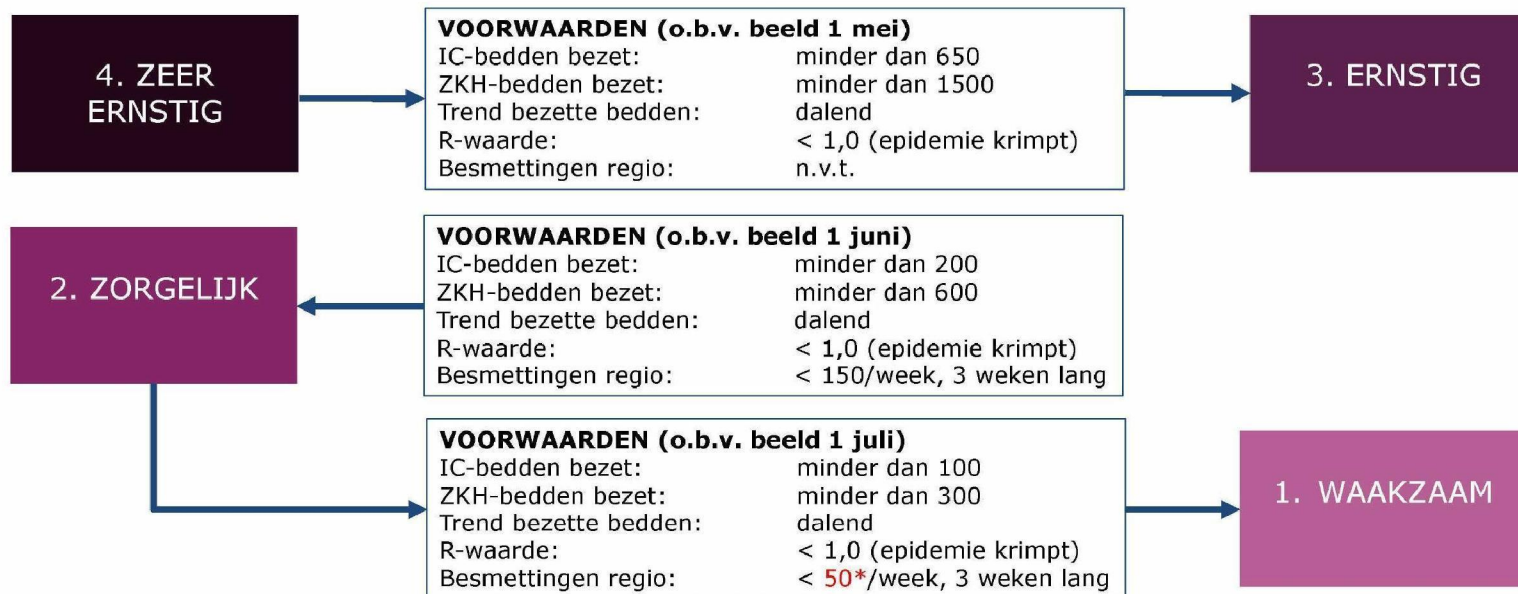 4. ZEER
ERNSTIG
VOORWAARDEN (o.b.v. beeld 1 mei)
IC-bedden bezet: minder dan 650
ZKH-bedden bezet: minder dan 1500
Trend bezette bedden: dalend
R-waarde: < 1,0 (epidemie krimpt)
Besmettingen regio: n.v.t.
3. ERNSTIG
2. ZORGELIJK
VOORWAARDEN (o.b.v. beeld 1 juni)
IC-bedden bezet: minder dan 200
ZKH-bedden bezet: minder dan 600
Trend bezette bedden: dalend
R-waarde: < 1,0 (epidemie krimpt)
Besmettingen regio: < 150/week, 3 weken lang
VOORWAARDEN (o.b.v. beeld 1 juli)
IC-bedden bezet: minder dan 100
ZKH-bedden bezet: minder dan 300
Trend bezette bedden: dalend
R-waarde: < 1,0 (epidemie krimpt)
Besmettingen regio: < 50*/week, 3 weken lang
1. WAAKZAAM